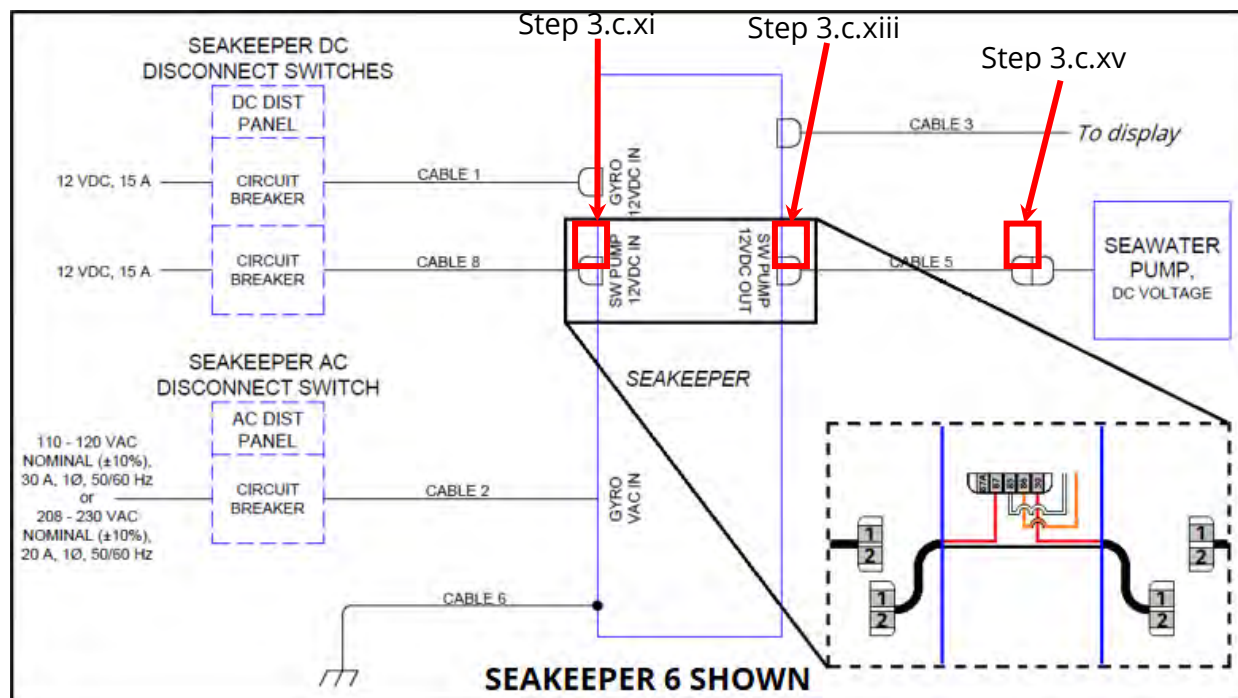 Step 3.c.xi
Step 3.c.xiii
Step 3.c.xv
SEAKEEPER DC
DISCONNECT SWITCHES
DC DIST
PANEL
12 VDC, 15 A
CIRCUIT
BREAKER
CABLE 1
GYRO
12VDC IN
CABLE 3
To display
12 VDC, 15 A
CIRCUIT
BREAKER
CABLE 8
SW PUMP
12VDC IN
SW PUMP
12VDC OUT
CABLE 5
SEAWATER
PUMP,
DC VOLTAGE
SEAKEEPER AC
DISCONNECT SWITCH
AC DIST
PANEL
SEAKEEPER
110 - 120 VAC
NOMINAL (±10%),
30 A, 1Ø, 50/60 Hz
or
208 - 230 VAC
NOMINAL (±10%),
20 A, 1Ø, 50/60 Hz
CIRCUIT
BREAKER
CABLE 2
GYRO
VAC IN
87A
87
85
86
30
1
2
1
2
1
2
1
2
CABLE 6
SEAKEEPER 6 SHOWN